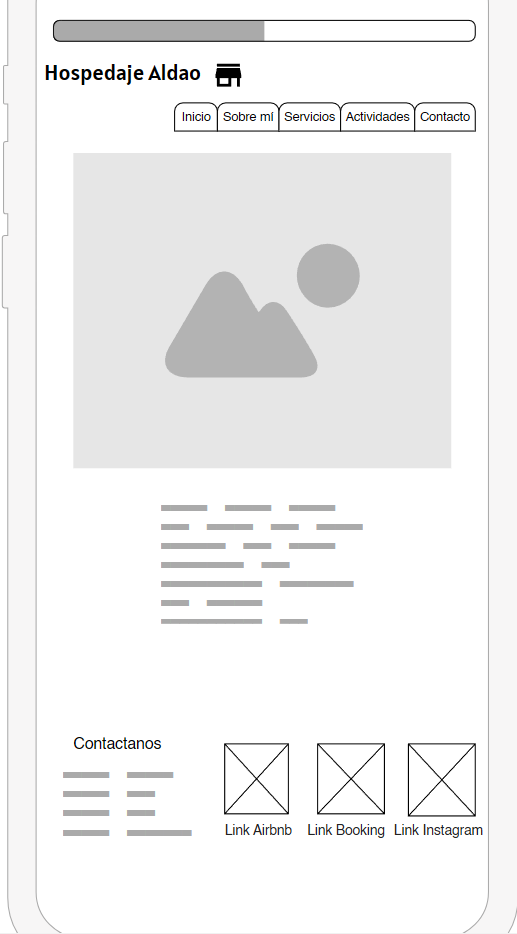 Hospedaje Aldao
Inicio Sobre mí Servicios Actividades Contacto
Contactanos
Link Airbnb Link Booking Link Instagram